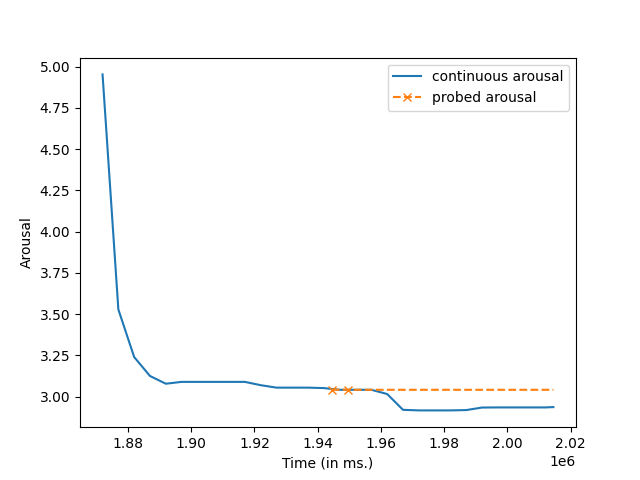 continuous arousal
probed arousal
Arousal
5.00
4.75
4.50
4.25
4.00
3.75
3.50
3.25
3.00
1.88 1.90 1.92 1.94 1.96 1.98 2.00 2.02
1e6
Time (in ms.)